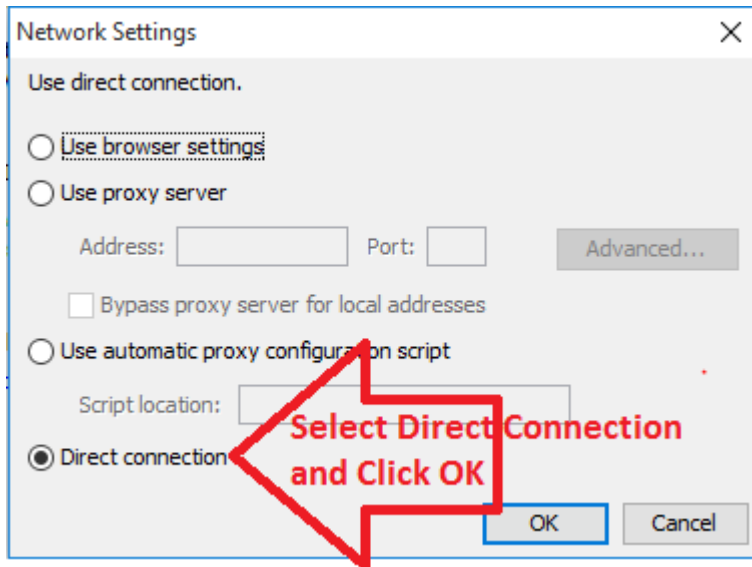 Network Settings
Use direct connection.
Use browser settings
Use proxy server
Address: Port: Advanced...
Bypass proxy server for local addresses
Use automatic proxy configuration script
Script location:
Select Direct Connection
Direct connection
and Click OK
OK Cancel